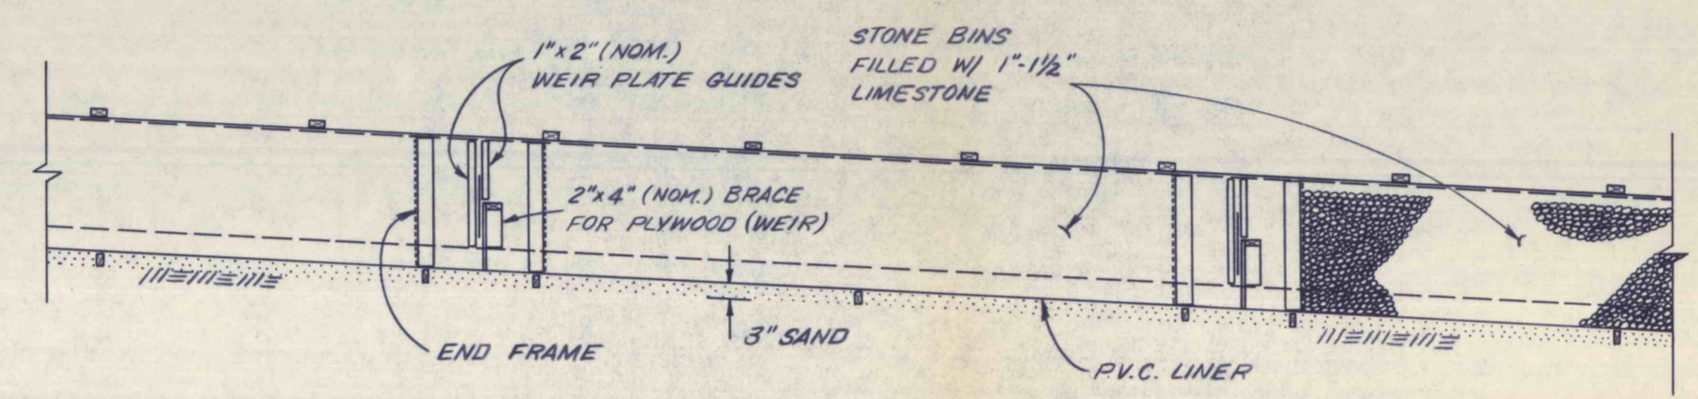 1"x2" (NOM.)
WEIR PLATE GUIDES
STONE BINS
FILLED W/ 1"-1½"
LIMESTONE
2"x4" (NOM.) BRACE
FOR PLYWOOD (WEIR)
3" SAND
END FRAME
P.V.C. LINER